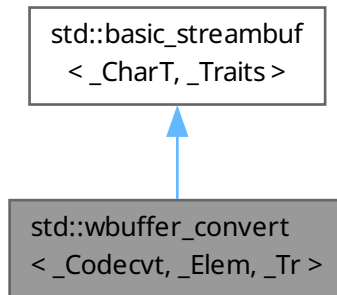 std::basic_streambuf
< _CharT, _Traits >
std::wbuffer_convert
< _Codecvt, _Elem, _Tr >